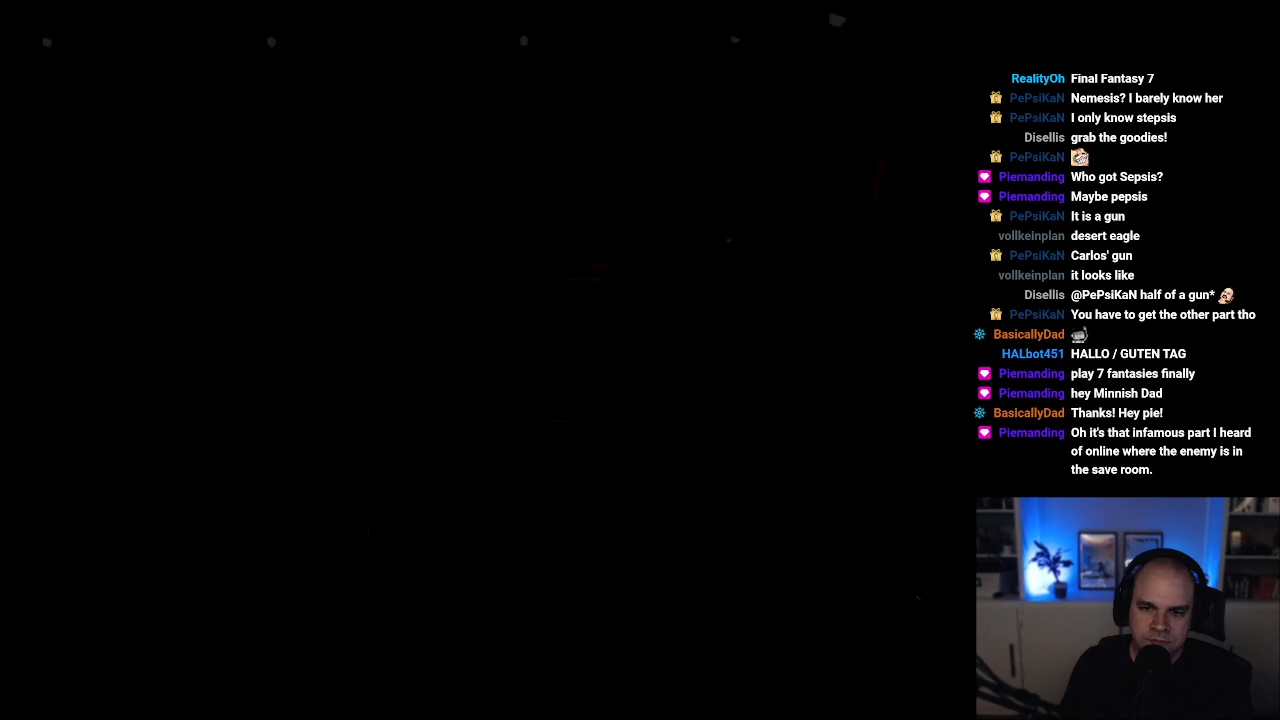 RealityOh Final Fantasy 7
PePsiKaN Nemesis? I barely know her
PePsiKaN I only know stepsis
Disellis grab the goodies!
PePsiKaN
Piemanding Who got Sepsis?
Piemanding Maybe pepsis
PePsiKaN It is a gun
vollkeinplan desert eagle
PePsiKaN Carlos' gun
vollkeinplan it looks like
Disellis @PePsiKaN half of a gun*
PePsiKaN You have to get the other part tho
BasicallyDad
HALbot451 HALLO / GUTEN TAG
Piemanding play 7 fantasies finally
Piemanding hey Minnish Dad
BasicallyDad Thanks! Hey pie!
Piemanding Oh it's that infamous part I heard
of online where the enemy is in
the save room.